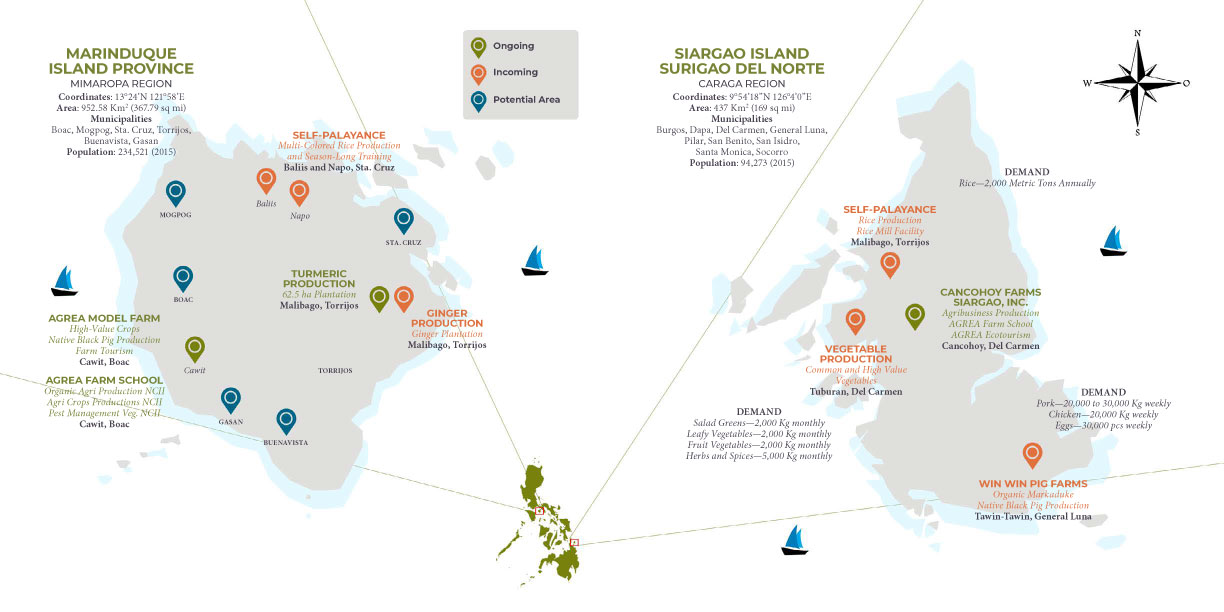 MARINDUQUE
ISLAND PROVINCE
MIMAROPA REGION
Coordinates: 13°24′N 121°58′E
Area: 952.58 Km² (367.79 sq mi)
Municipalities
Boac, Mogpog, Sta. Cruz, Torrijos,
Buenavista, Gasan
Population: 234,521 (2015)
Ongoing
Incoming
Potential Area
SELF-PALAYANCE
Multi-Colored Rice Production
and Season-Long Training
Baliis and Napo, Sta. Cruz
Baliis
Napo
MOGPOG
STA. CRUZ
BOAC
TURMERIC
PRODUCTION
62.5 ha Plantation
Malibago, Torrijos
GINGER
PRODUCTION
Ginger Plantation
Malibago, Torrijos
AGREA MODEL FARM
High-Value Crops
Native Black Pig Production
Farm Tourism
Cawit, Boac
Cawit
TORRIJOS
AGREA FARM SCHOOL
Organic Agri Production NCII
Agri Crops Productions NCII
Pest Management Veg. NCII
Cawit, Boac
GASAN
BUENAVISTA
SIARGAO ISLAND
SURIGAO DEL NORTE
CARAGA REGION
Coordinates: 9°54′18″N 126°4′0″E
Area: 437 Km² (169 sq mi)
Municipalities
Burgos, Dapa, Del Carmen, General Luna,
Pilar, San Benito, San Isidro,
Santa Monica, Socorro
Population: 94,273 (2015)
N
W
O
S
DEMAND
Rice—2,000 Metric Tons Annually
SELF-PALAYANCE
Rice Production
Rice Mill Facility
Malibago, Torrijos
CANCOHOY FARMS
SIARGAO, INC.
Agribusiness Production
AGREA Farm School
AGREA Ecotourism
Cancohoy, Del Carmen
VEGETABLE
PRODUCTION
Common and High Value
Vegetables
Tuburan, Del Carmen
DEMAND
Salad Greens—2,000 Kg monthly
Leafy Vegetables—2,000 Kg monthly
Fruit Vegetables—2,000 Kg monthly
Herbs and Spices—5,000 Kg monthly
DEMAND
Pork—20,000 to 30,000 Kg weekly
Chicken—20,000 Kg weekly
Eggs—30,000 pcs weekly
WIN WIN PIG FARMS
Organic Markaduke
Native Black Pig Production
Tawin-Tawin, General Luna